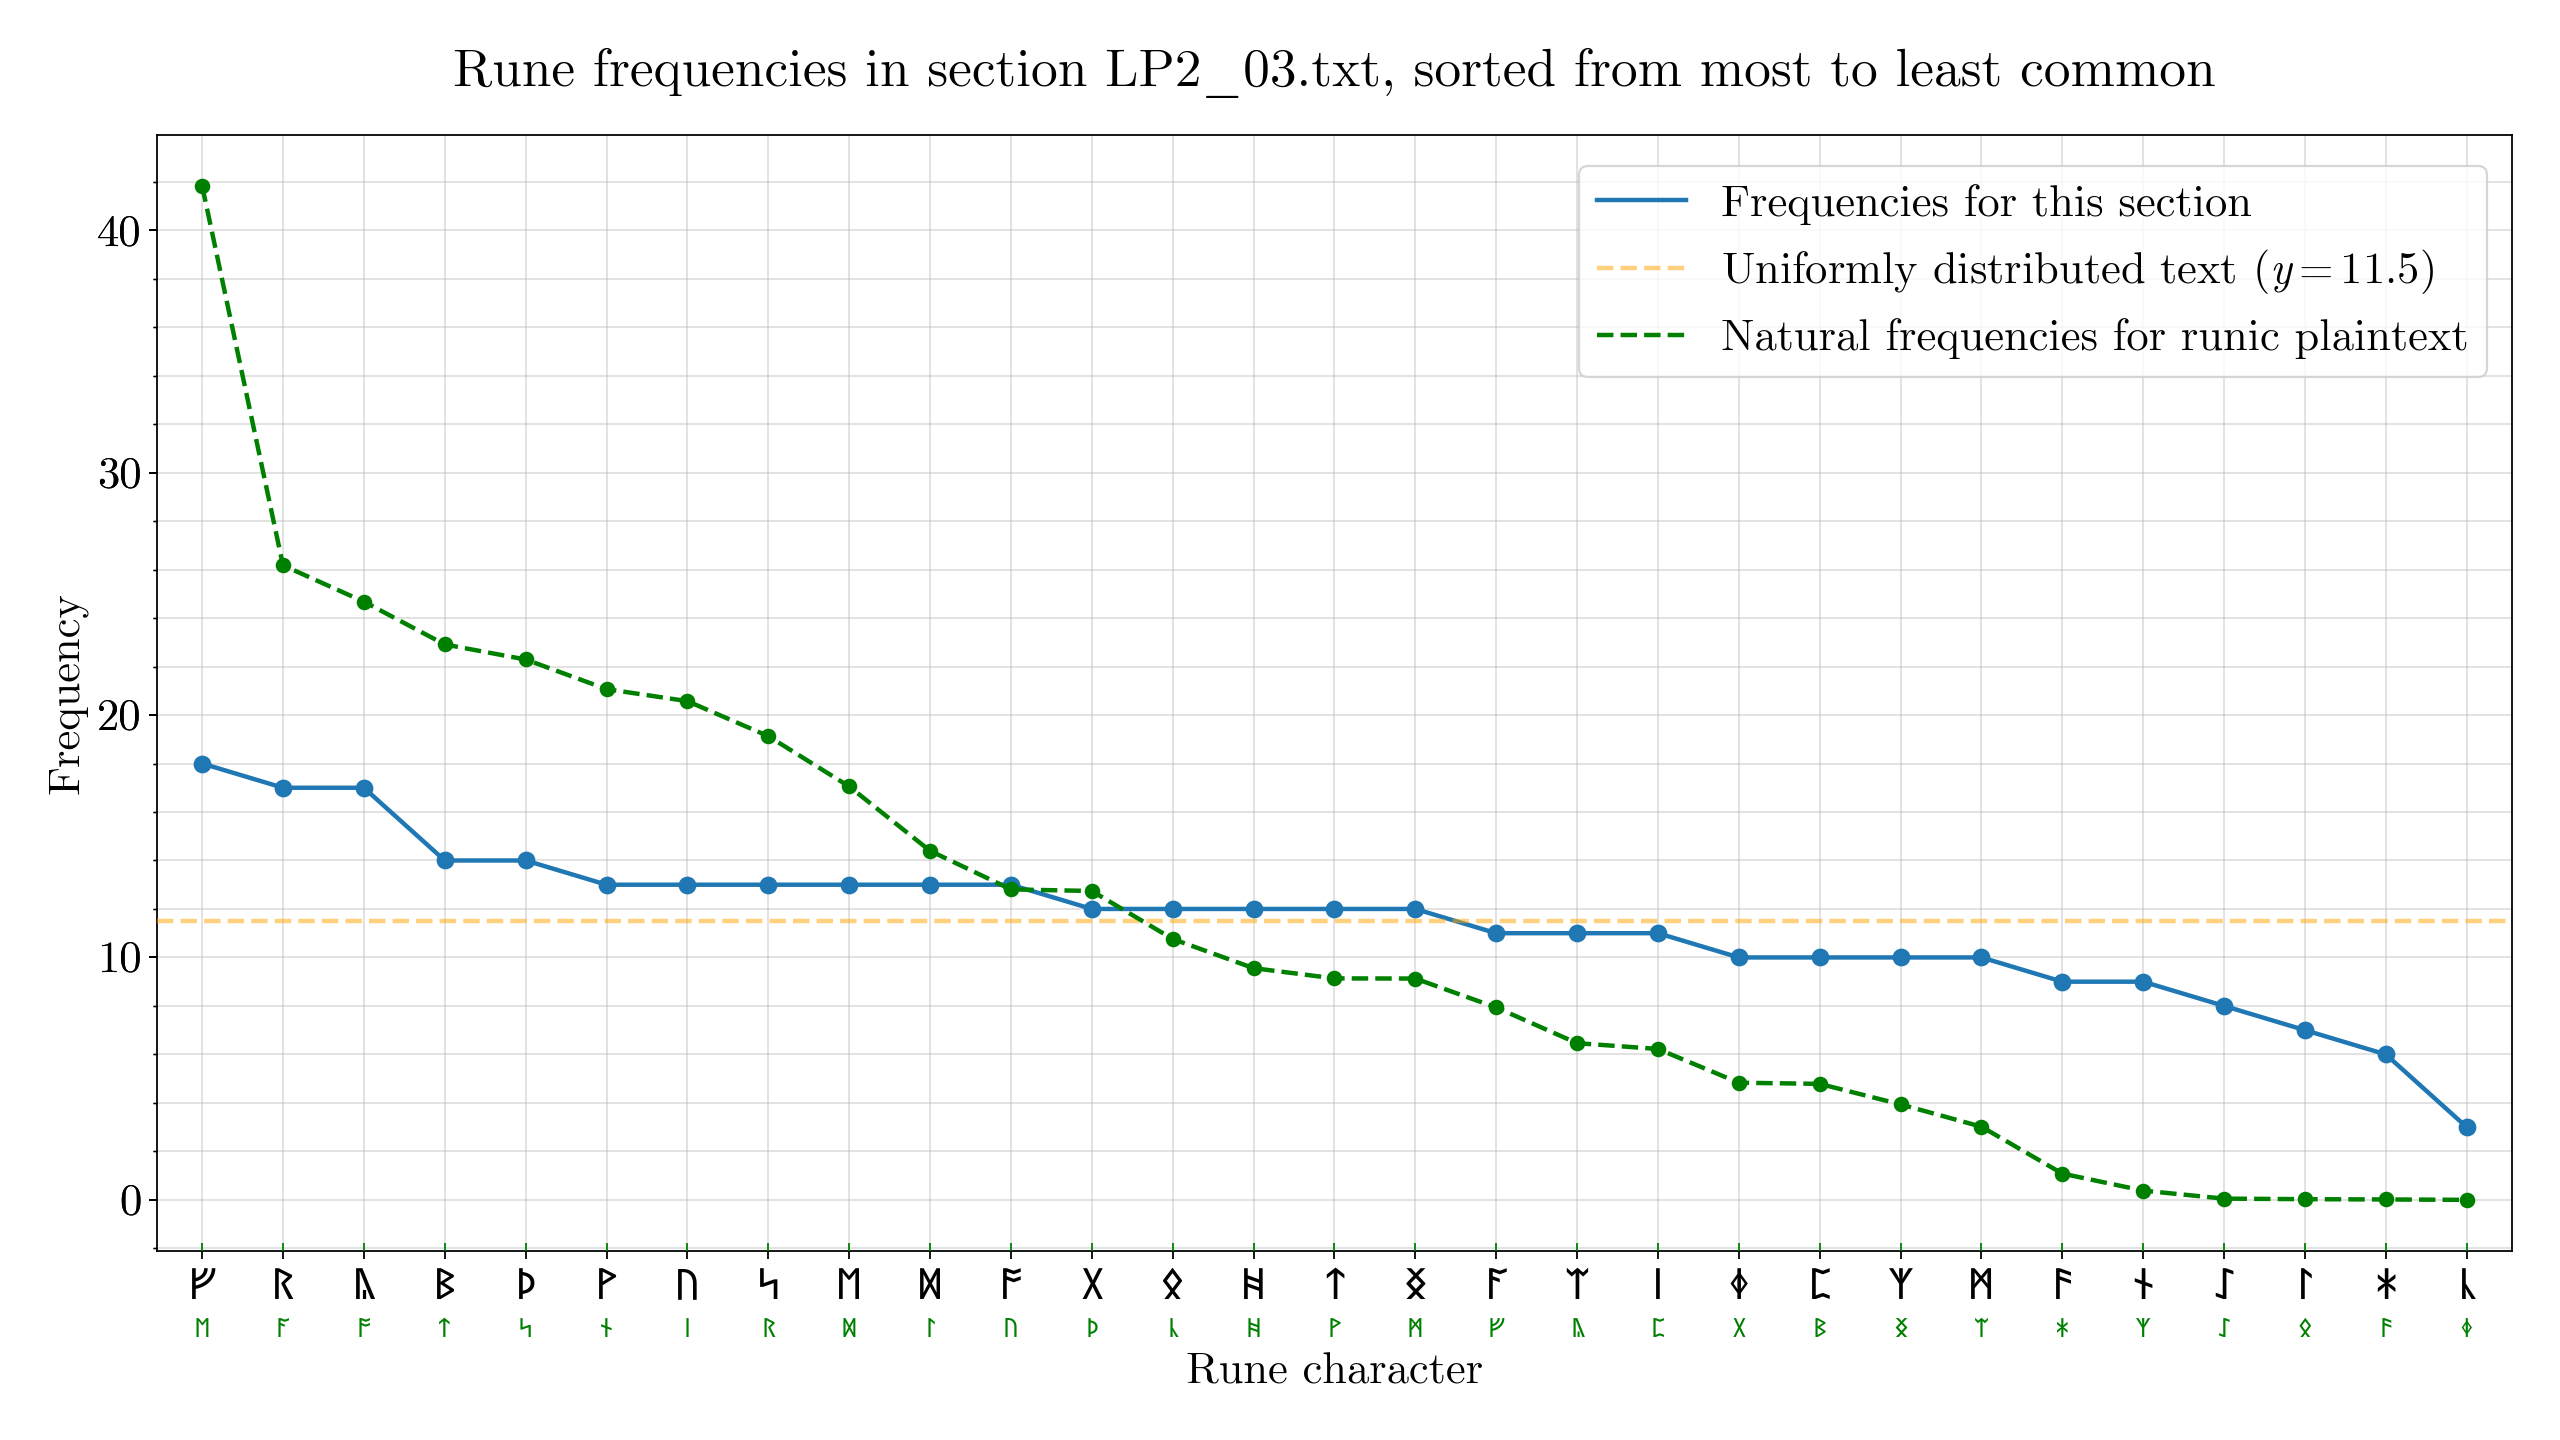 Rune frequencies in section LP2_03.txt, sorted from most to least common
Frequencies for this section
Uniformly distributed text (y = 11.5)
Natural frequencies for runic plaintext
Frequency
40
30
20
10
0
ᚠ ᚱ ᚣ ᛒ ᚦ ᚹ ᚢ ᛋ ᛖ ᛞ ᚩ ᚷ ᛟ ᚻ ᛏ ᛝ ᚪ ᛠ ᛁ ᛄ ᛈ ᛉ ᛗ ᚫ ᚾ ᛇ ᛚ ᛡ ᚳ
ᛖ ᚪ ᚩ ᛏ ᛋ ᚾ ᛁ ᚱ ᛞ ᛚ ᚢ ᚦ ᚳ ᚻ ᚹ ᛗ ᚠ ᚣ ᛈ ᚷ ᛒ ᛝ ᛠ ᛡ ᛉ ᛇ ᛟ ᚫ ᛄ
Rune character